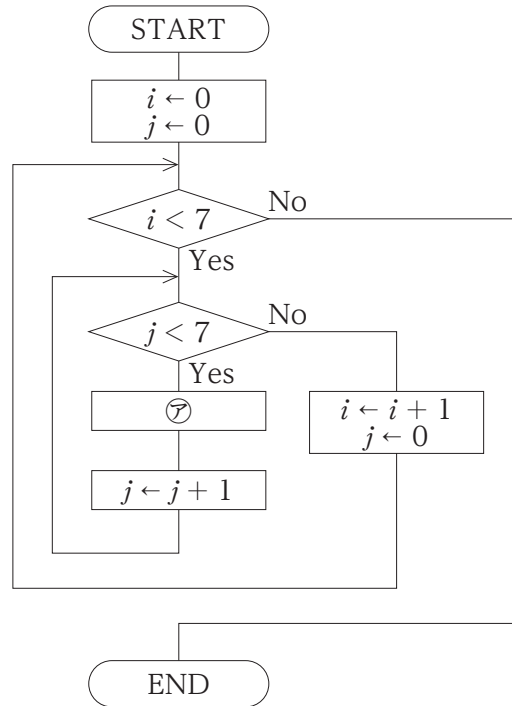 START
i ← 0
j ← 0
i < 7
No
Yes
j < 7
No
Yes
㋐
i ← i + 1
j ← 0
j ← j + 1
END